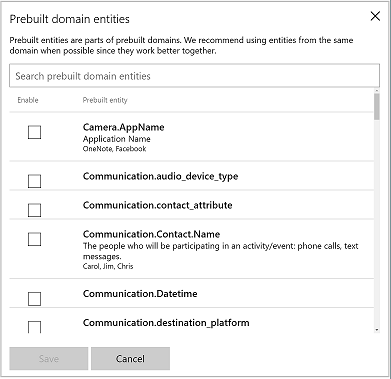 Prebuilt domain entities
Prebuilt entities are parts of prebuilt domains. We recommend using entities from the same
domain when possible since they work better together.
Search prebuilt domain entities
Enable Prebuilt entity
Camera.AppName
Application Name
OneNote, Facebook
Communication.audio_device_type
Communication.contact_attribute
Communication.Contact.Name
The people who will be participating in an activity/event: phone calls, text
messages.
Carol, Jim, Chris
Communication.Datetime
Communication.destination_platform
Save Cancel